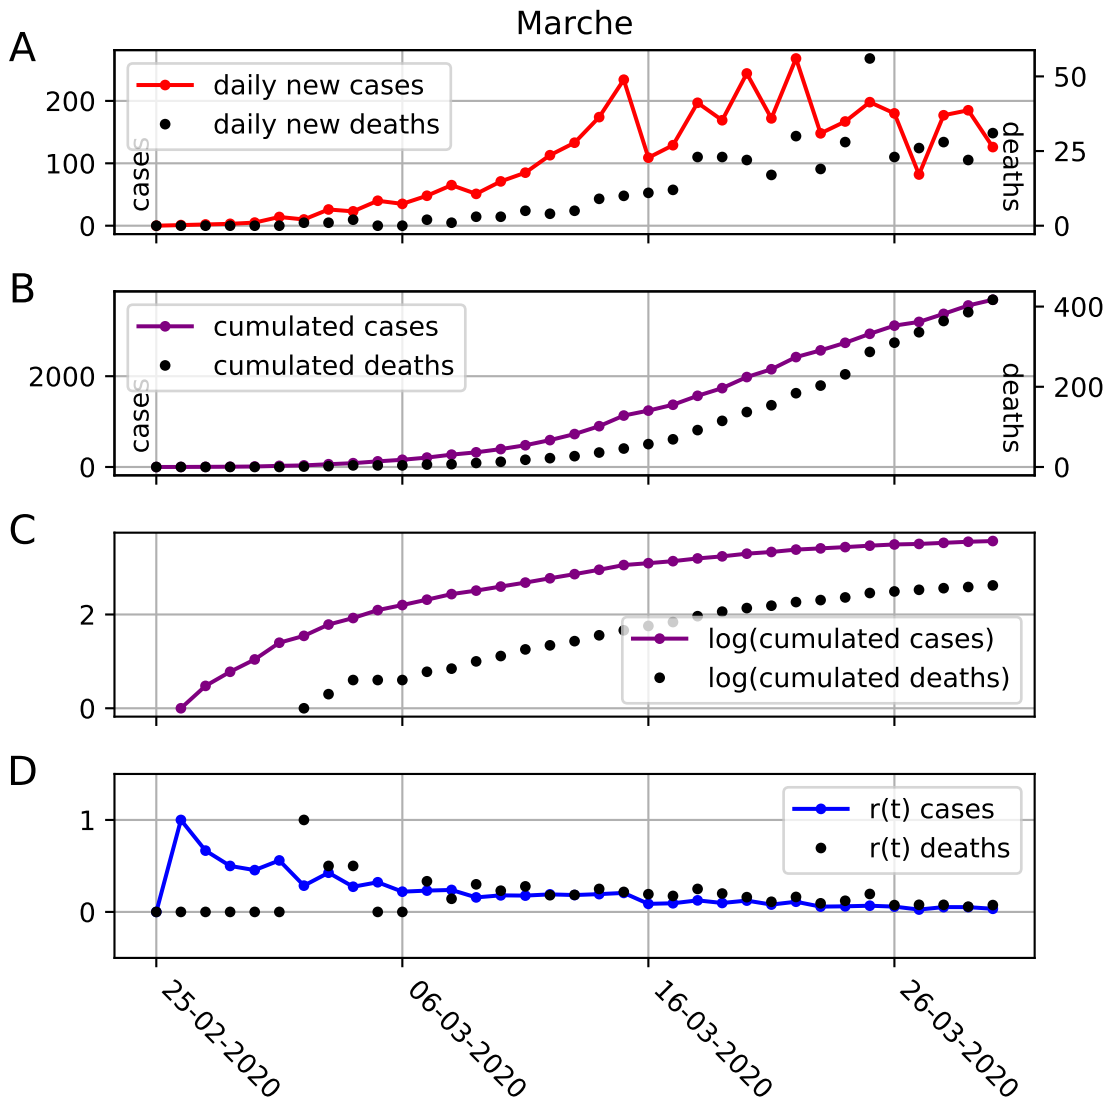 Marche
A
daily new cases
daily new deaths
200
100
0
cases
50
25
0
deaths
B
cumulated cases
cumulated deaths
2000
0
cases
400
200
0
deaths
C
2
0
log(cumulated cases)
log(cumulated deaths)
D
1
0
r(t) cases
r(t) deaths
25-02-2020
06-03-2020
16-03-2020
26-03-2020